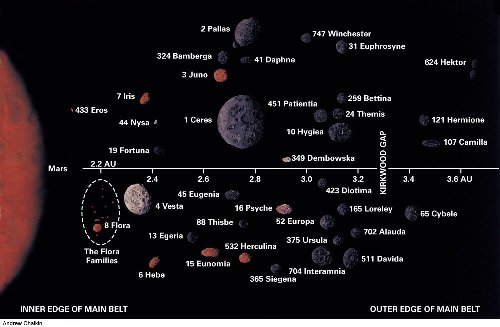 2 Pallas
747 Winchester
31 Euphrosyne
324 Bamberga
41 Daphne
624 Hektor
3 Juno
7 Iris
433 Eros
451 Patientia
259 Bettina
24 Themis
44 Nysa
1 Ceres
10 Hygiea
121 Hermione
107 Camilla
19 Fortuna
349 Dembowska
KIRKWOOD GAP
Mars
2.2 AU
2.4
2.6
2.8
3.0
3.2
3.4
3.6 AU
423 Diotima
45 Eugenia
4 Vesta
16 Psyche
165 Loreley
65 Cybele
8 Flora
88 Thisbe
52 Europa
702 Alauda
13 Egeria
375 Ursula
The Flora
Families
532 Herculina
15 Eunomia
511 Davida
6 Hebe
704 Interamnia
365 Siegena
INNER EDGE OF MAIN BELT
OUTER EDGE OF MAIN BELT
Andrew Chaikin